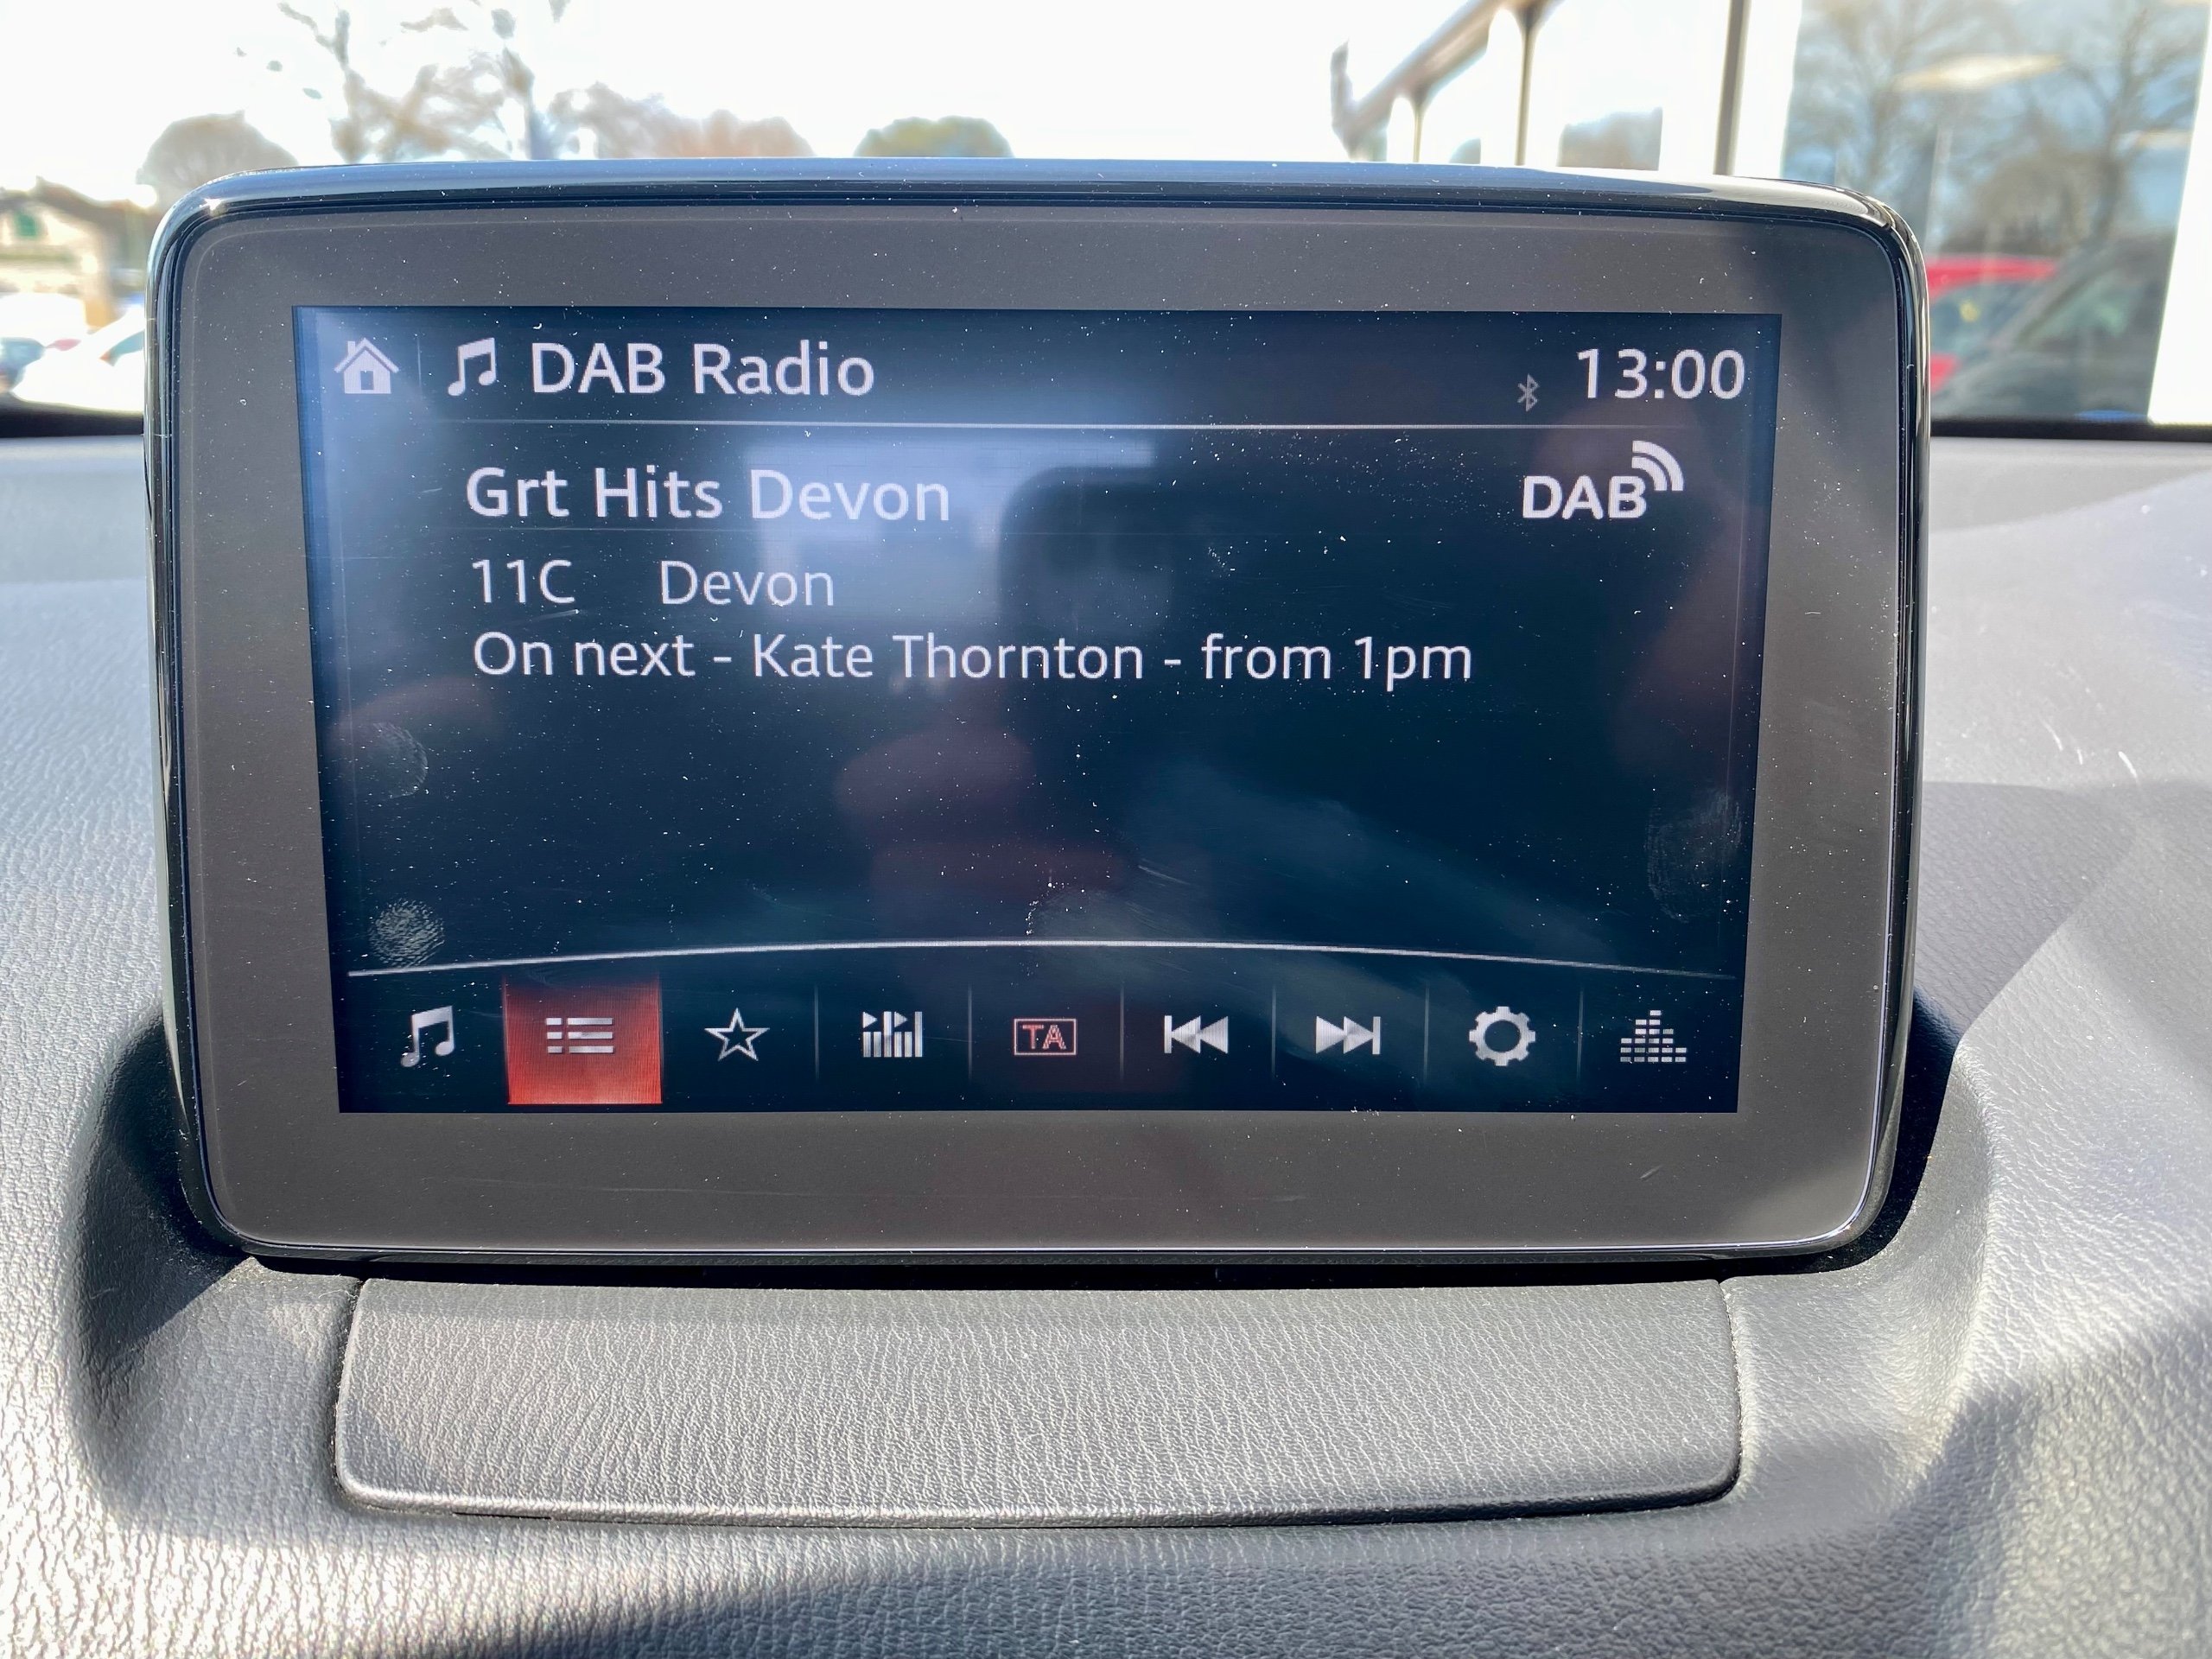 DAB Radio 13:00
Grt Hits Devon DAB
11C Devon
On next - Kate Thornton - from 1pm
TA